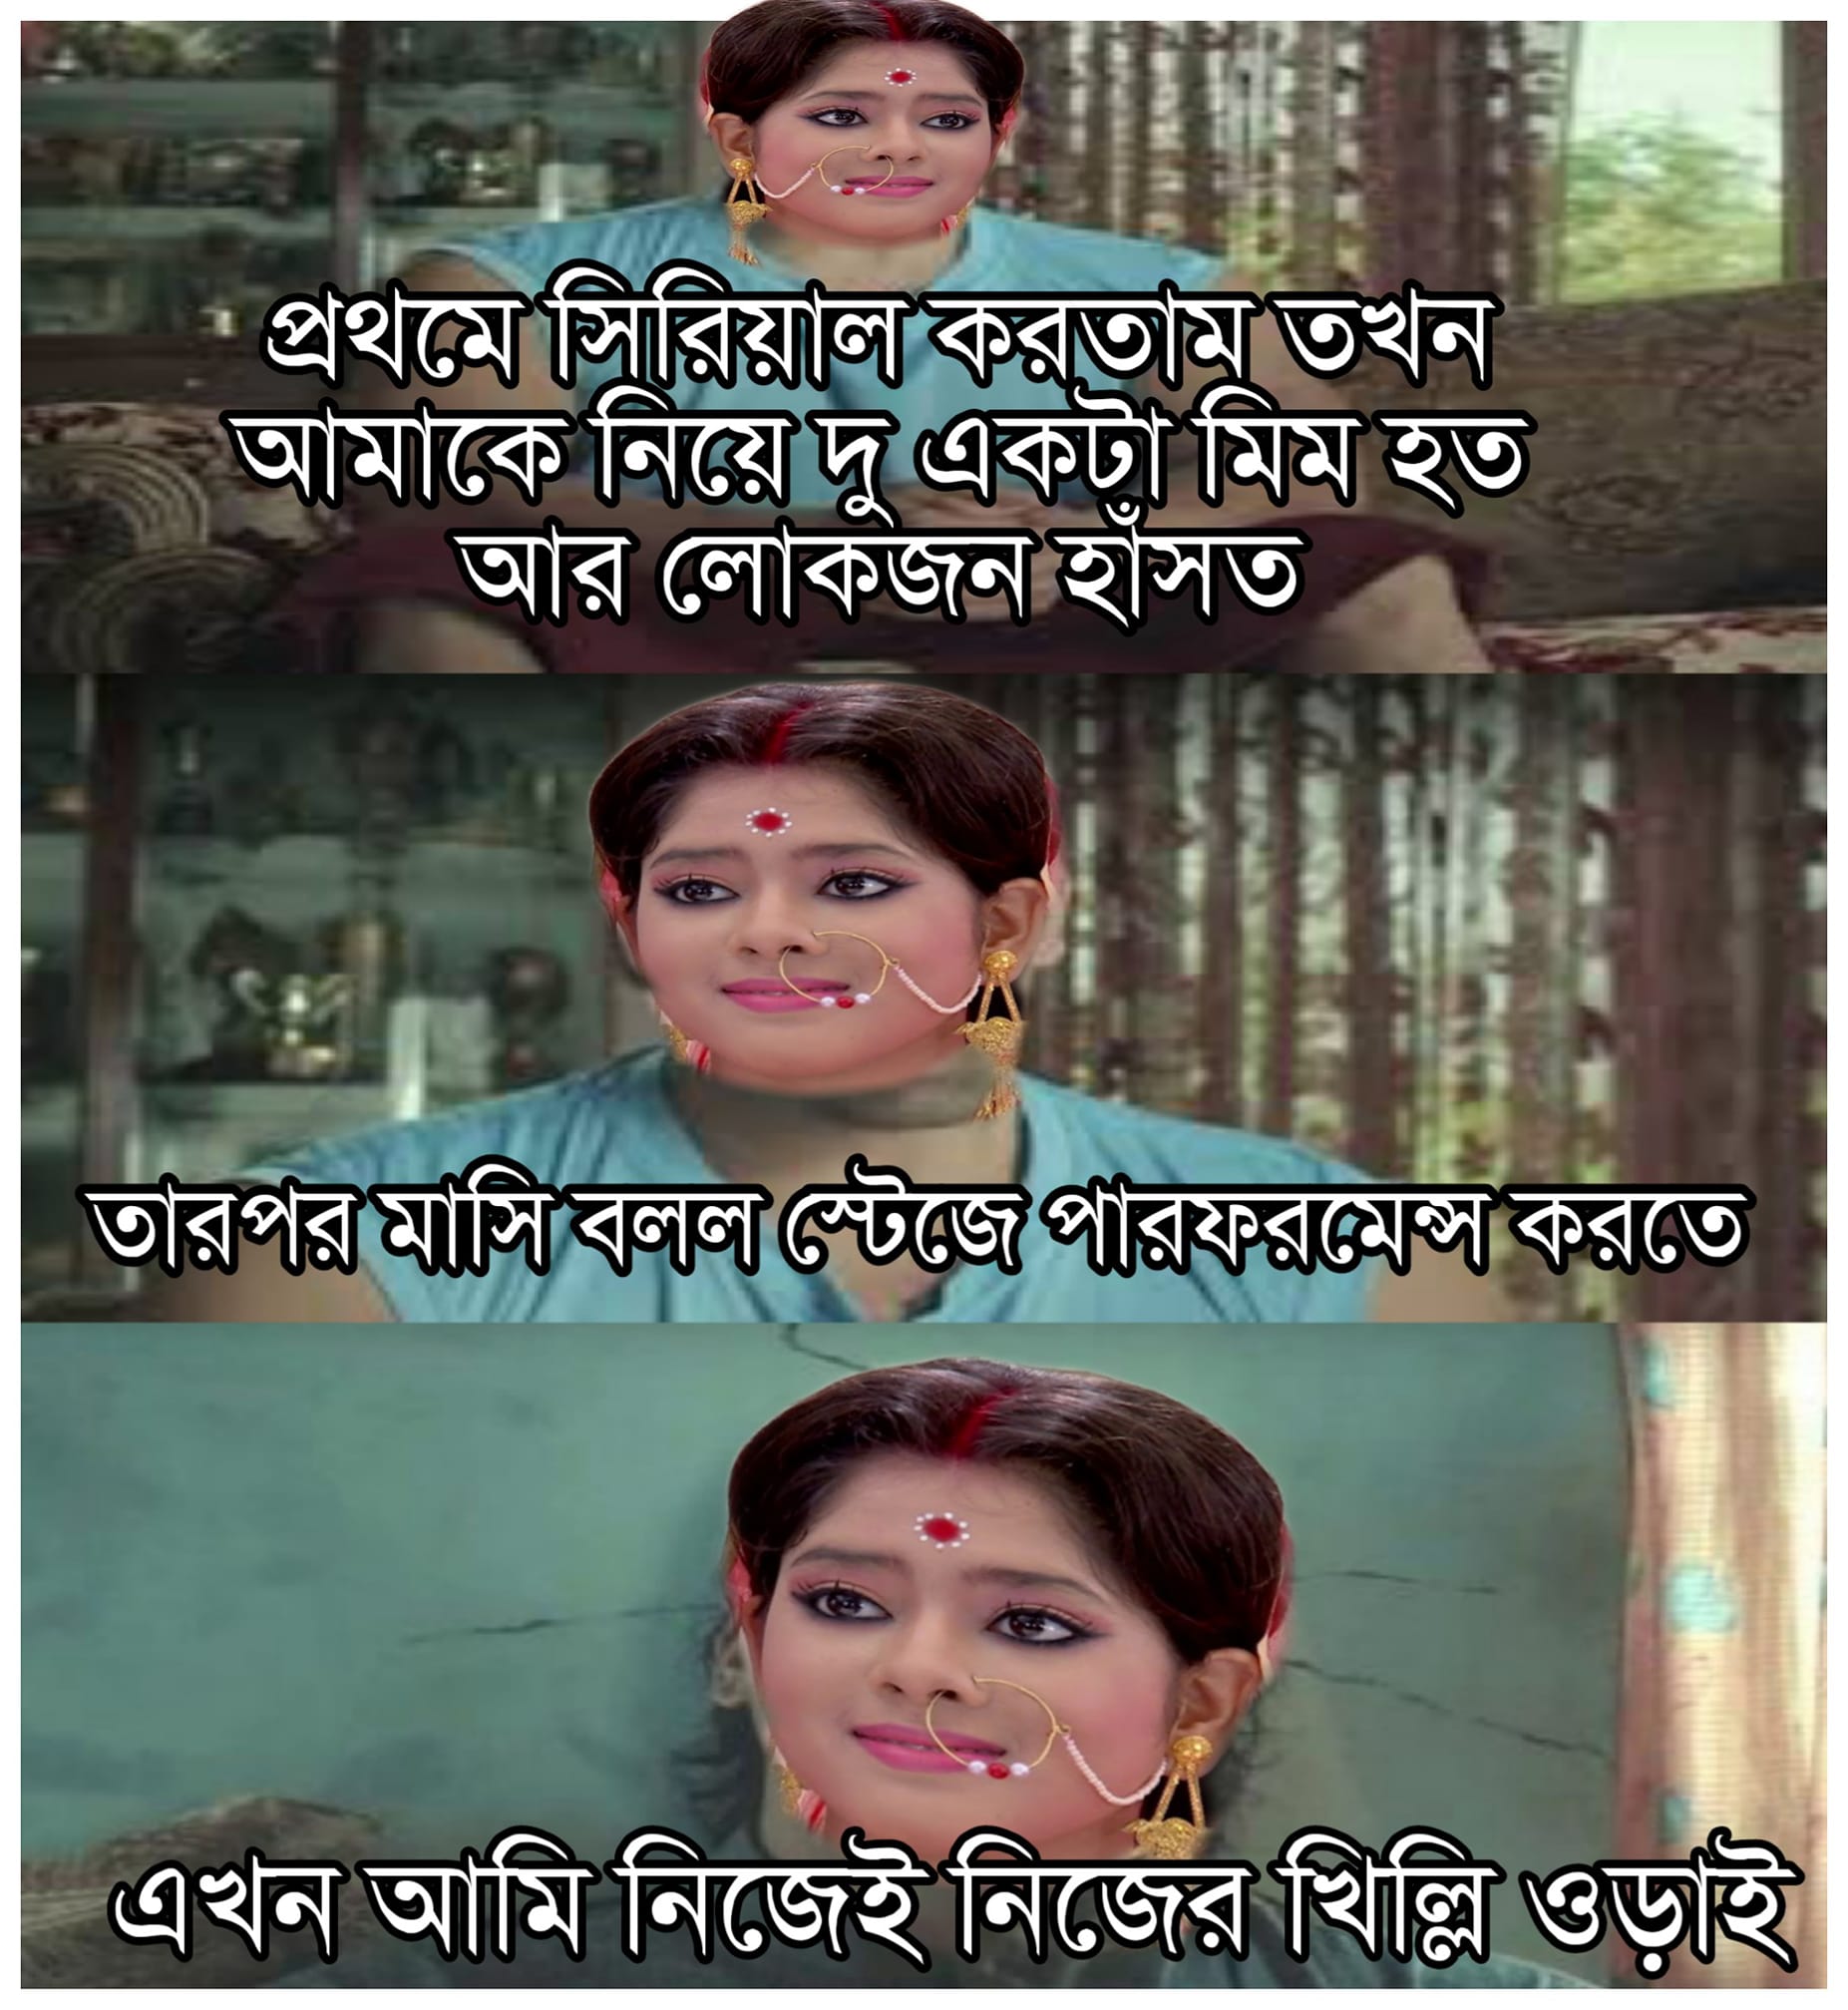 প্রথমে সিরিয়াল করতাম তখন
আমাকে নিয়ে দু একটা মিম হত
আর লোকজন হাঁসত
তারপর মাসি বলল স্টেজে পারফরমেন্স করতে
এখন আমি নিজেই নিজের খিল্লি ওড়াই